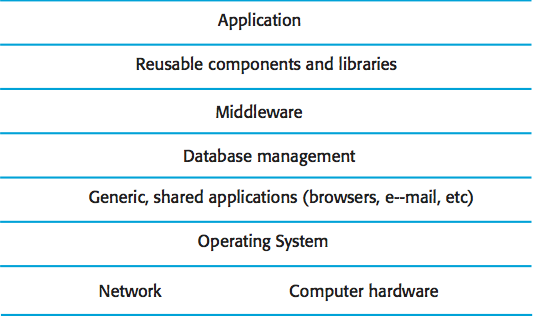 Application
Reusable components and libraries
Middleware
Database management
Generic, shared applications (browsers, e--mail, etc)
Operating System
Network Computer hardware